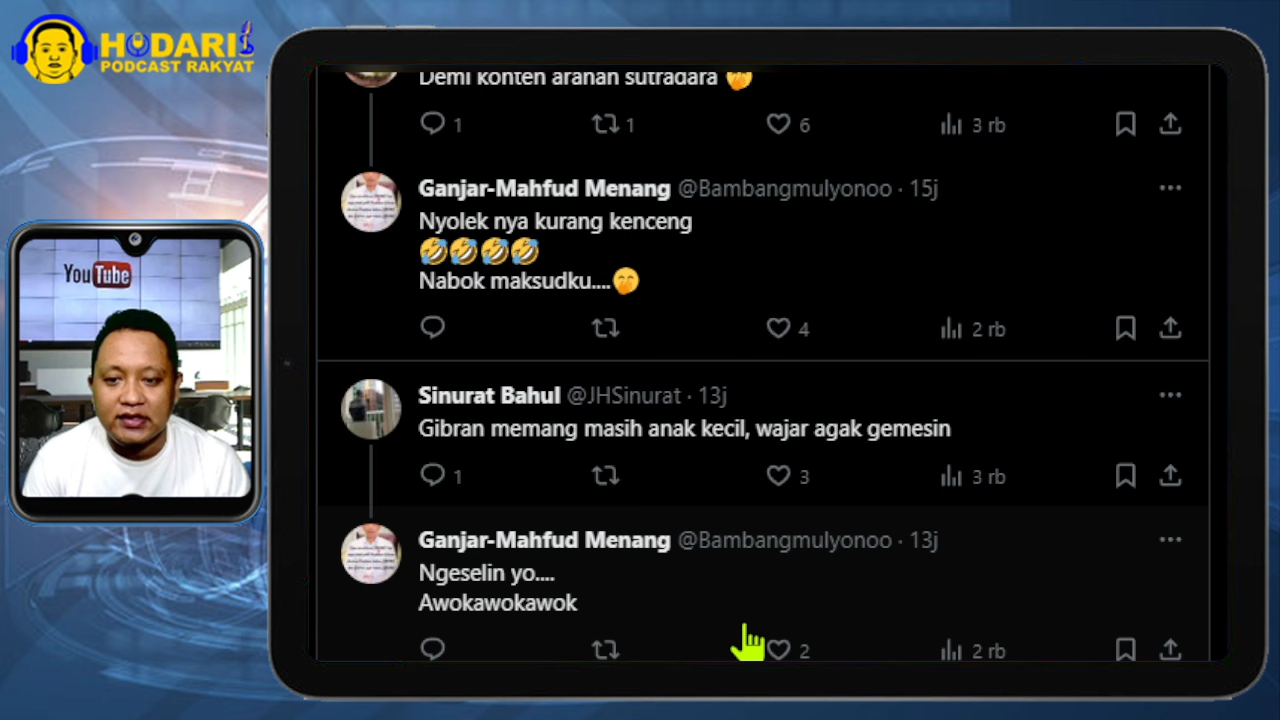 HODARI
PODCAST RAKYAT
YouTube
Demi konten arahan sutradara 🤭
1 1 6 3 rb
Ganjar-Mahfud Menang @Bambangmulyonoo · 15j
Nyolek nya kurang kenceng
🤣🤣🤣🤣
Nabok maksudku....🤭
4 2 rb
Sinurat Bahul @JHSinurat · 13j
Gibran memang masih anak kecil, wajar agak gemesin
1 3 3 rb
Ganjar-Mahfud Menang @Bambangmulyonoo · 13j
Ngeselin yo....
Awokawokawok
2 2 rb